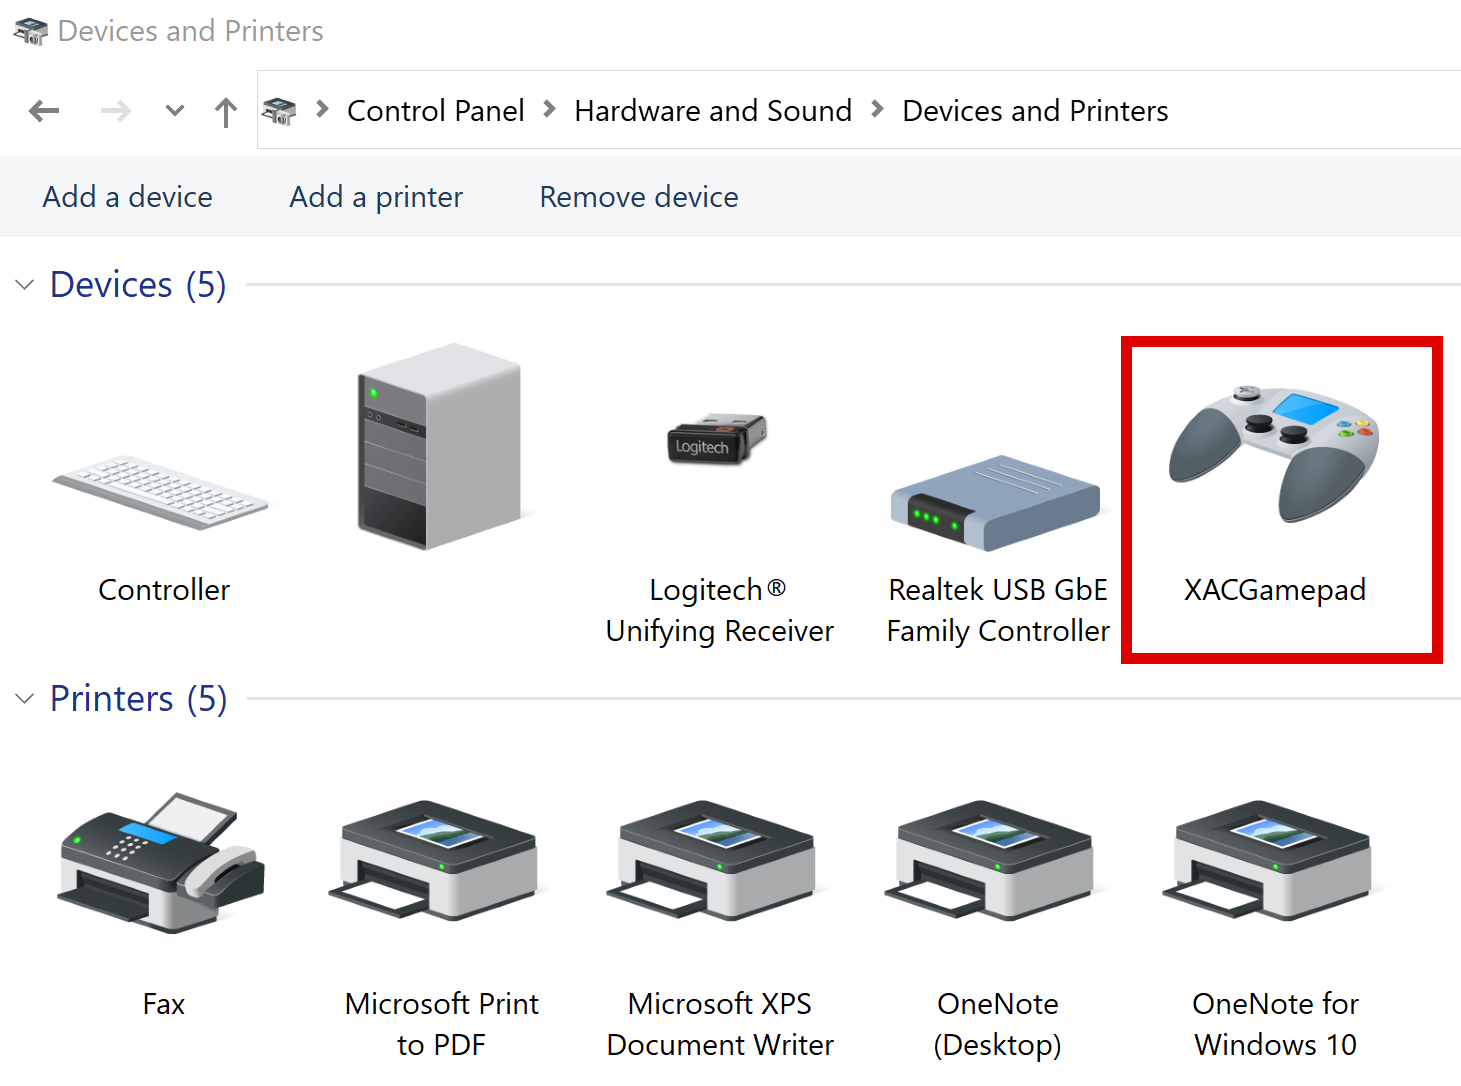 Devices and Printers
Control Panel > Hardware and Sound > Devices and Printers
Add a device Add a printer Remove device
Devices (5)
Logitech
Controller
Logitech®
Unifying Receiver
Realtek USB GbE
Family Controller
XACGamepad
Printers (5)
Fax
Microsoft Print
to PDF
Microsoft XPS
Document Writer
OneNote
(Desktop)
OneNote for
Windows 10